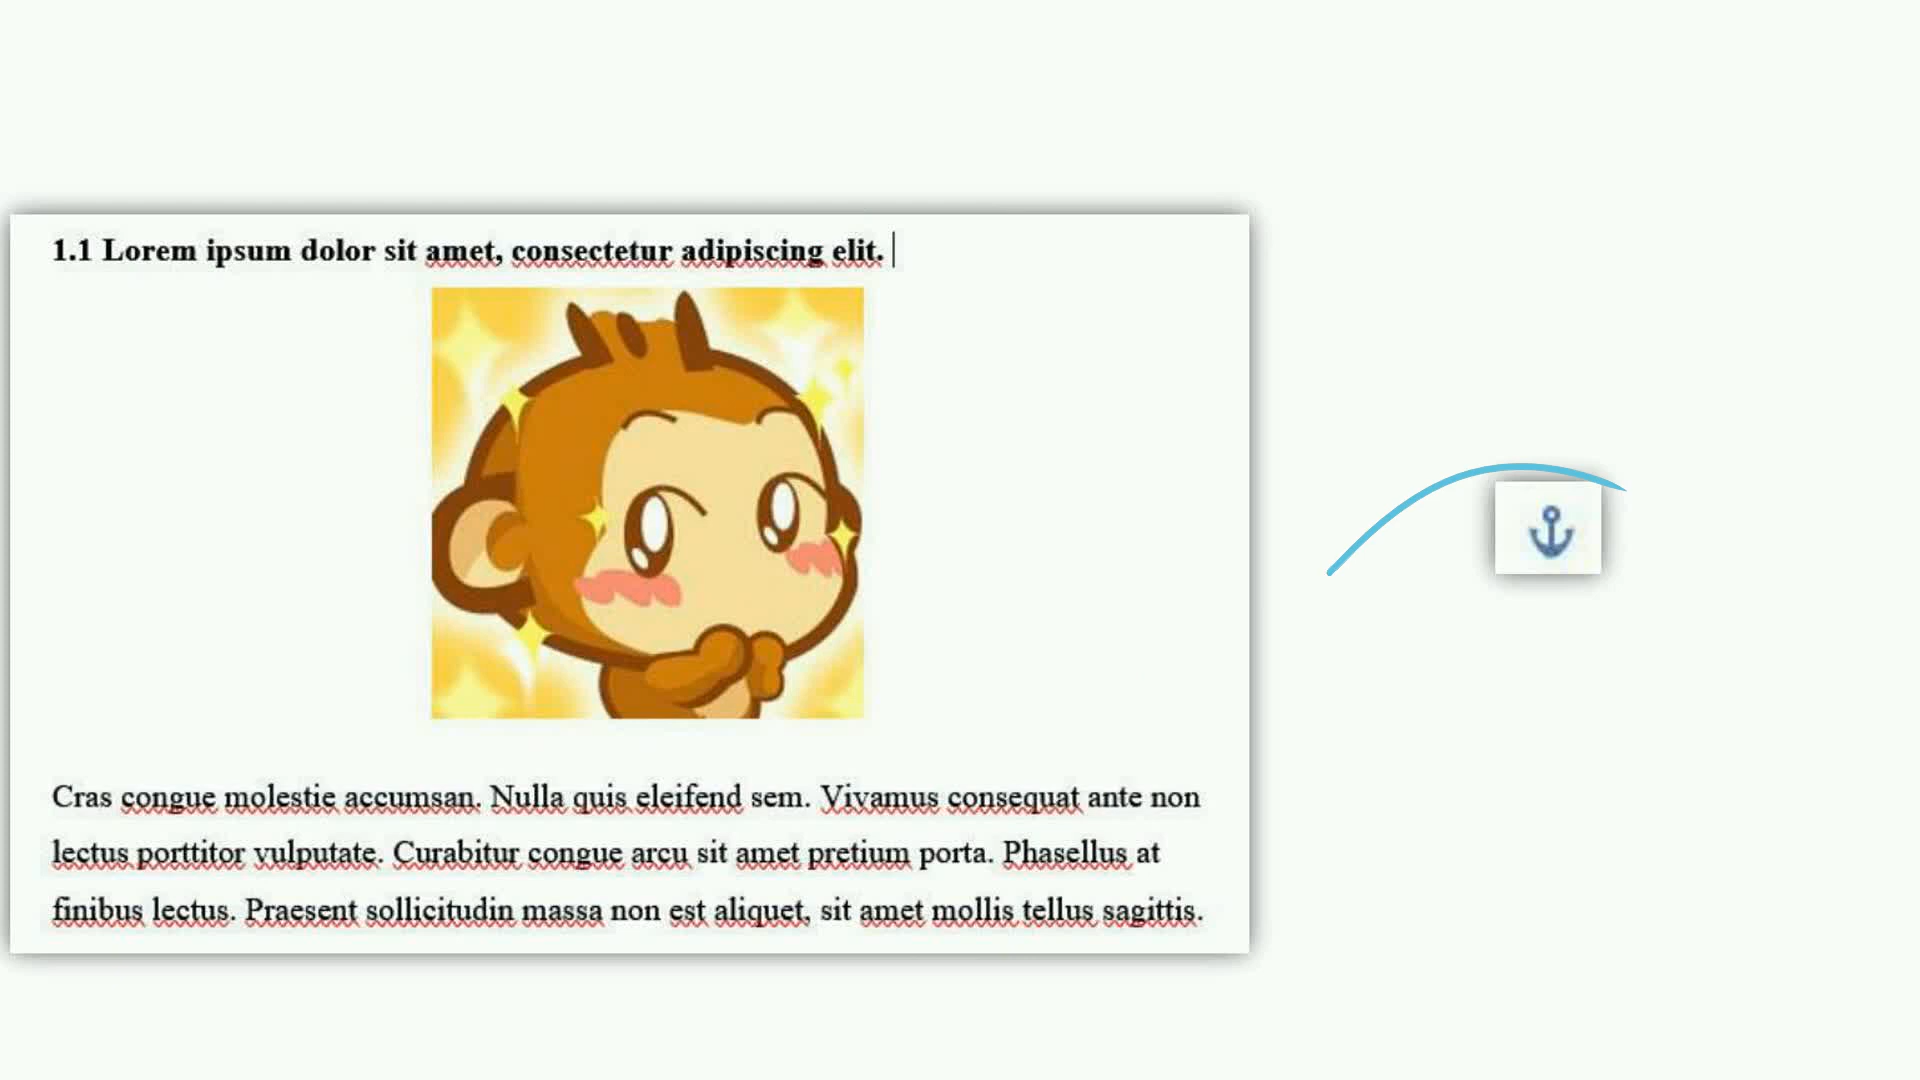 1.1 Lorem ipsum dolor sit amet, consectetur adipiscing elit.
Cras congue molestie accumsan. Nulla quis eleifend sem. Vivamus consequat ante non
lectus porttitor vulputate. Curabitur congue arcu sit amet pretium porta. Phasellus at
finibus lectus. Praesent sollicitudin massa non est aliquet, sit amet mollis tellus sagittis.